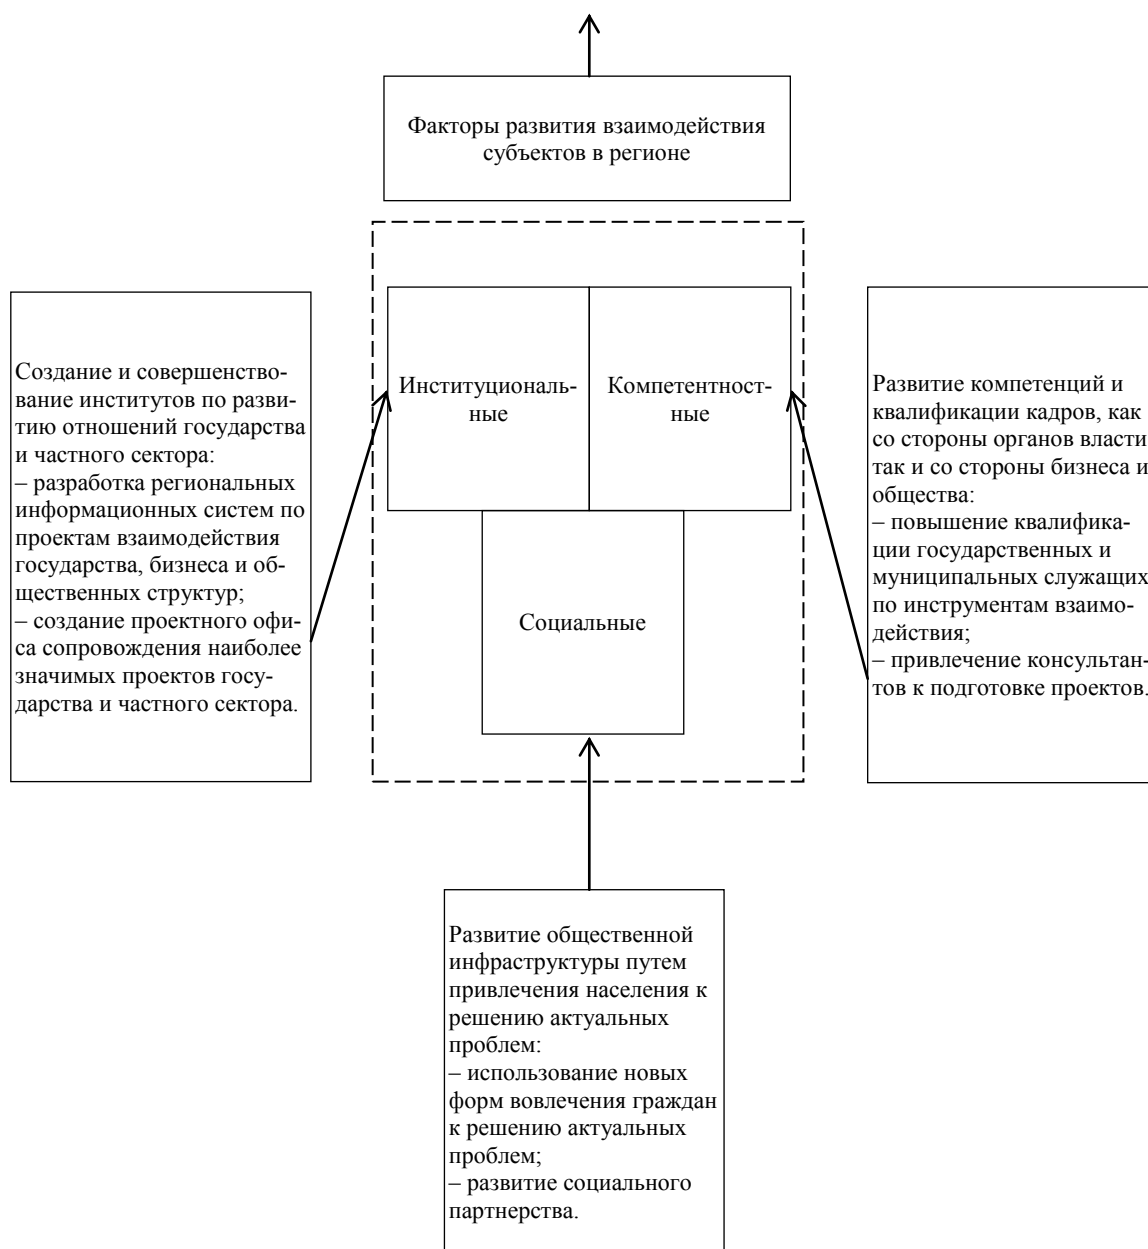 Факторы развития взаимодействия
субъектов в регионе
Создание и совершенство-
вание институтов по разви-
тию отношений государства
и частного сектора:
– разработка региональных
информационных систем по
проектам взаимодействия
государства, бизнеса и об-
щественных структур;
– создание проектного офи-
са сопровождения наиболее
значимых проектов госу-
дарства и частного сектора.
Институциональ-
ные
Компетентност-
ные
Социальные
Развитие компетенций и
квалификации кадров, как
со стороны органов власти
так и со стороны бизнеса и
общества:
– повышение квалифика-
ции государственных и
муниципальных служащих
по инструментам взаимо-
действия;
– привлечение консультан-
тов к подготовке проектов.
Развитие общественной
инфраструктуры путем
привлечения населения к
решению актуальных
проблем:
– использование новых
форм вовлечения граждан
к решению актуальных
проблем;
– развитие социального
партнерства.